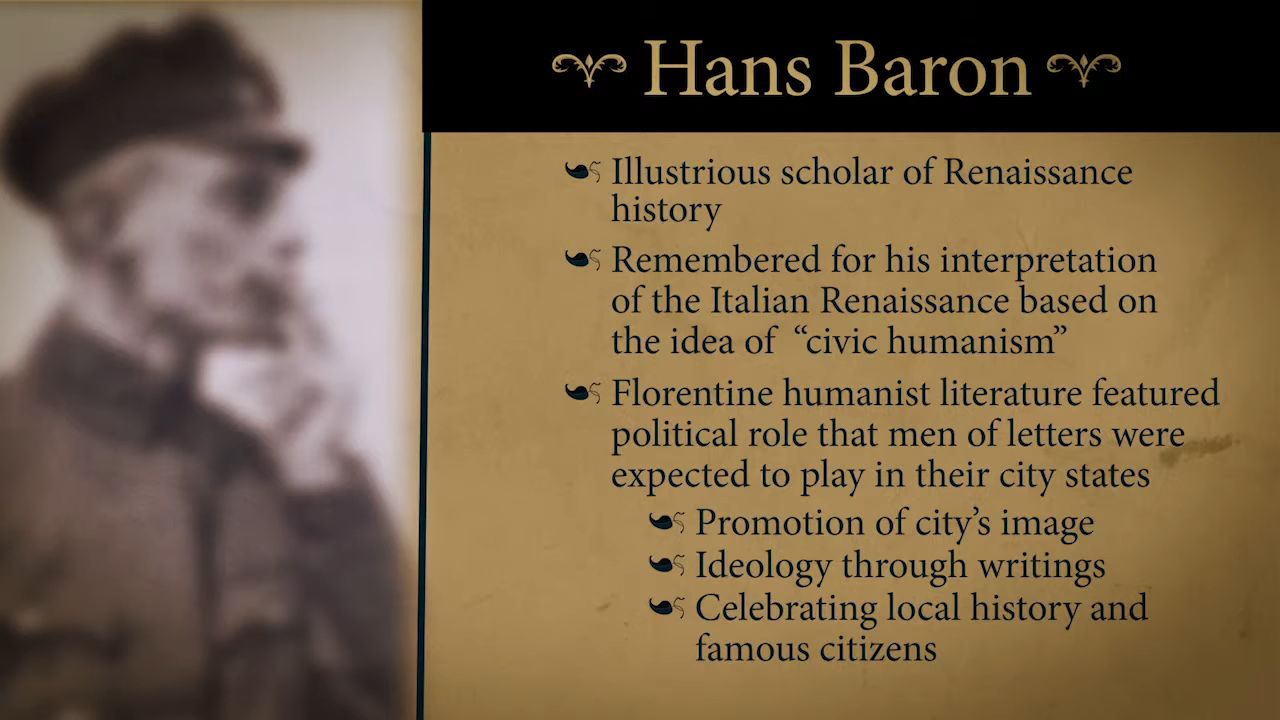 Hans Baron
Illustrious scholar of Renaissance
history
Remembered for his interpretation
of the Italian Renaissance based on
the idea of “civic humanism”
Florentine humanist literature featured
political role that men of letters were
expected to play in their city states
Promotion of city’s image
Ideology through writings
Celebrating local history and
famous citizens